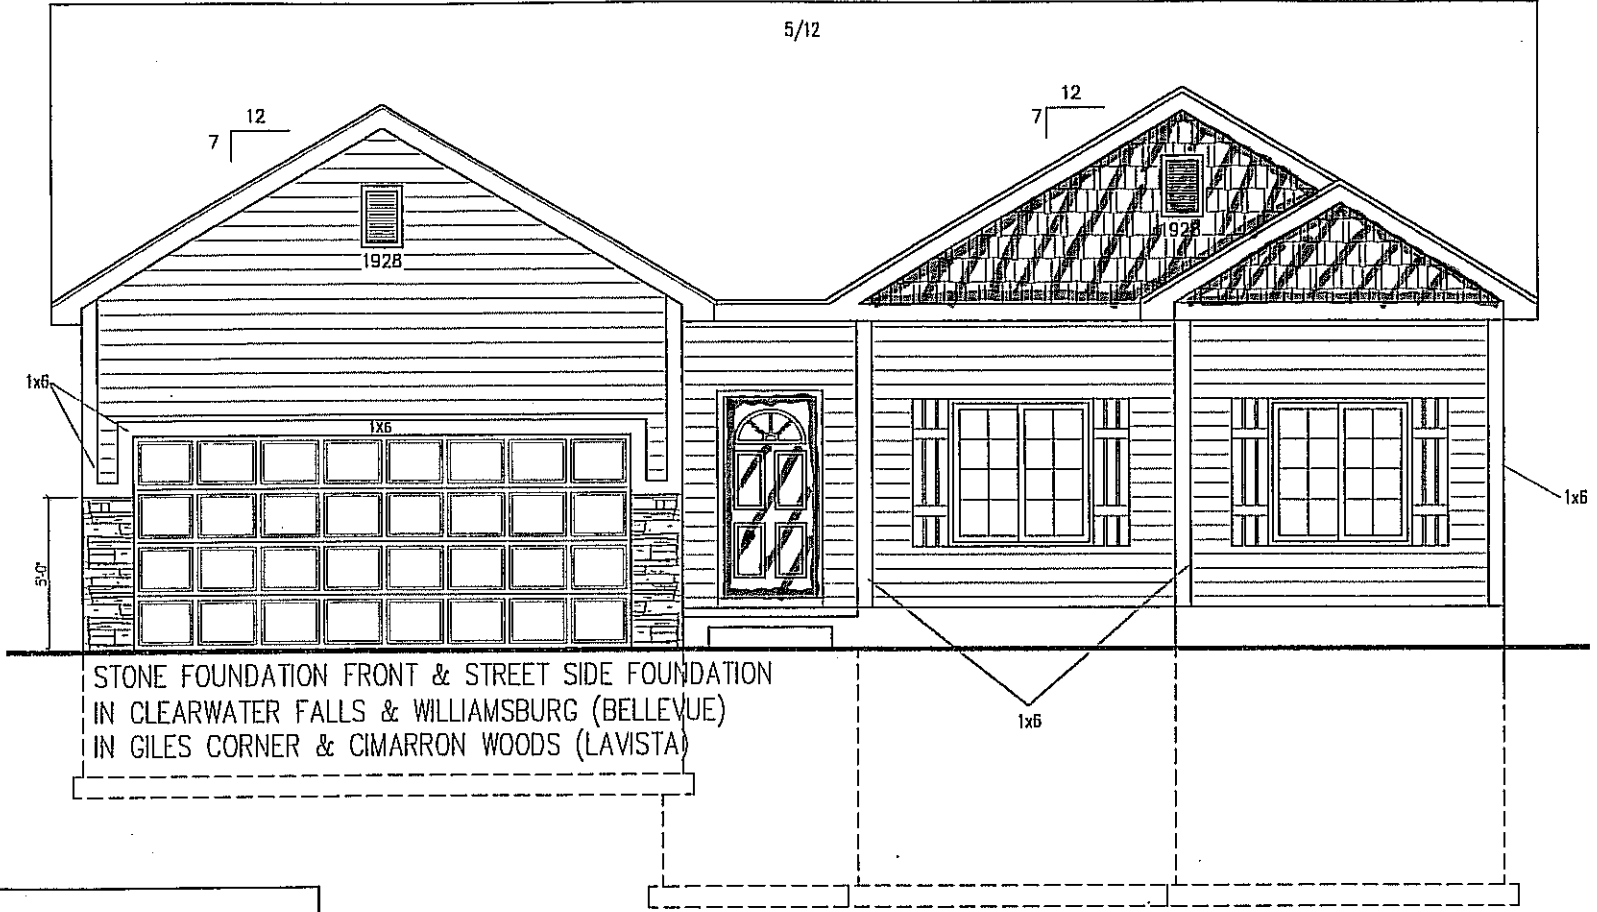 5/12
12
7
12
7
1928
1928
1x6
1X6
1x6
5'-0"
STONE FOUNDATION FRONT & STREET SIDE FOUNDATION
IN CLEARWATER FALLS & WILLIAMSBURG (BELLEVUE)
IN GILES CORNER & CIMARRON WOODS (LAVISTA)
1x6